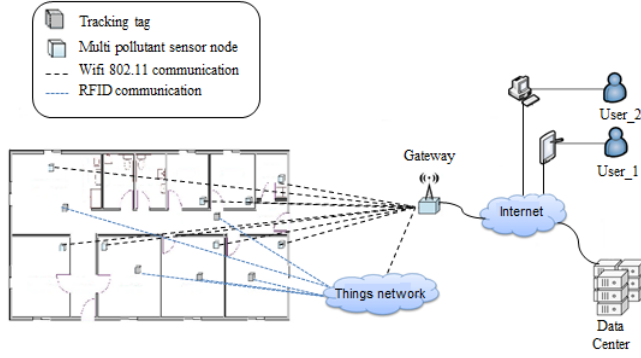 Tracking tag
Multi pollutant sensor node
Wifi 802.11 communication
RFID communication
User_2
Gateway
User_1
Internet
Things network
Data
Center